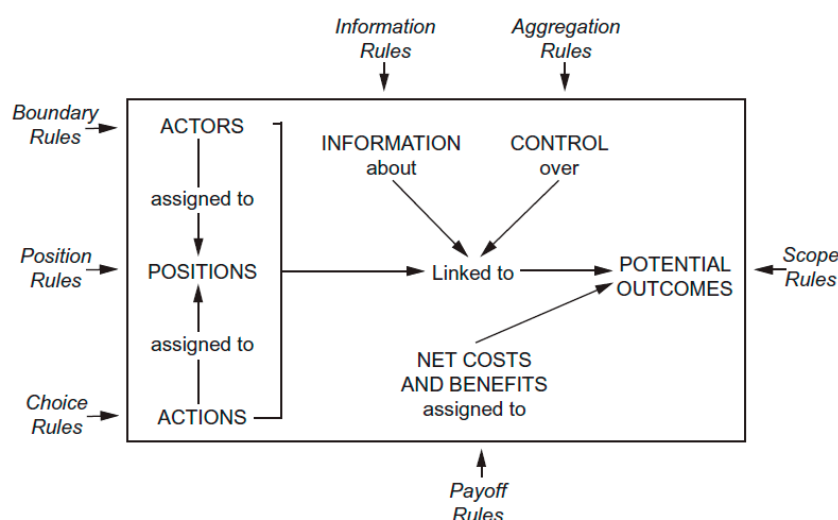 Information
Rules
Aggregation
Rules
Boundary
Rules
ACTORS
INFORMATION
about
CONTROL
over
assigned to
Position
Rules
POSITIONS
Linked to
POTENTIAL
OUTCOMES
Scope
Rules
assigned to
NET COSTS
AND BENEFITS
assigned to
Choice
Rules
ACTIONS
Payoff
Rules